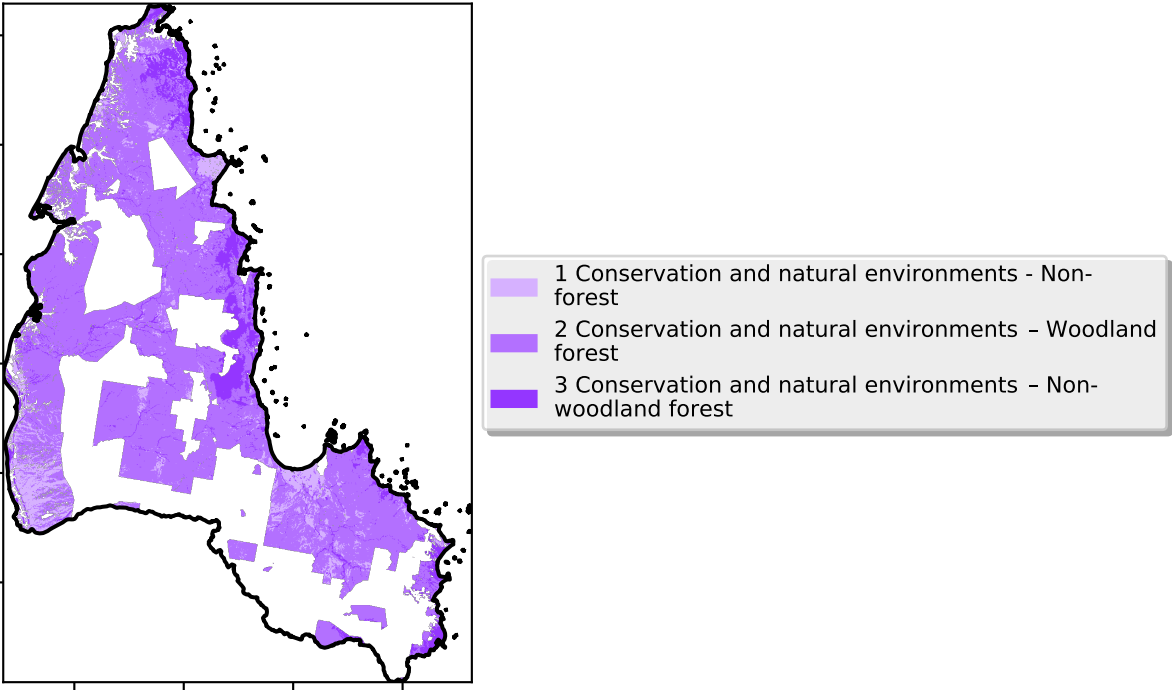 1 Conservation and natural environments - Non-
forest
2 Conservation and natural environments – Woodland
forest
3 Conservation and natural environments – Non-
woodland forest